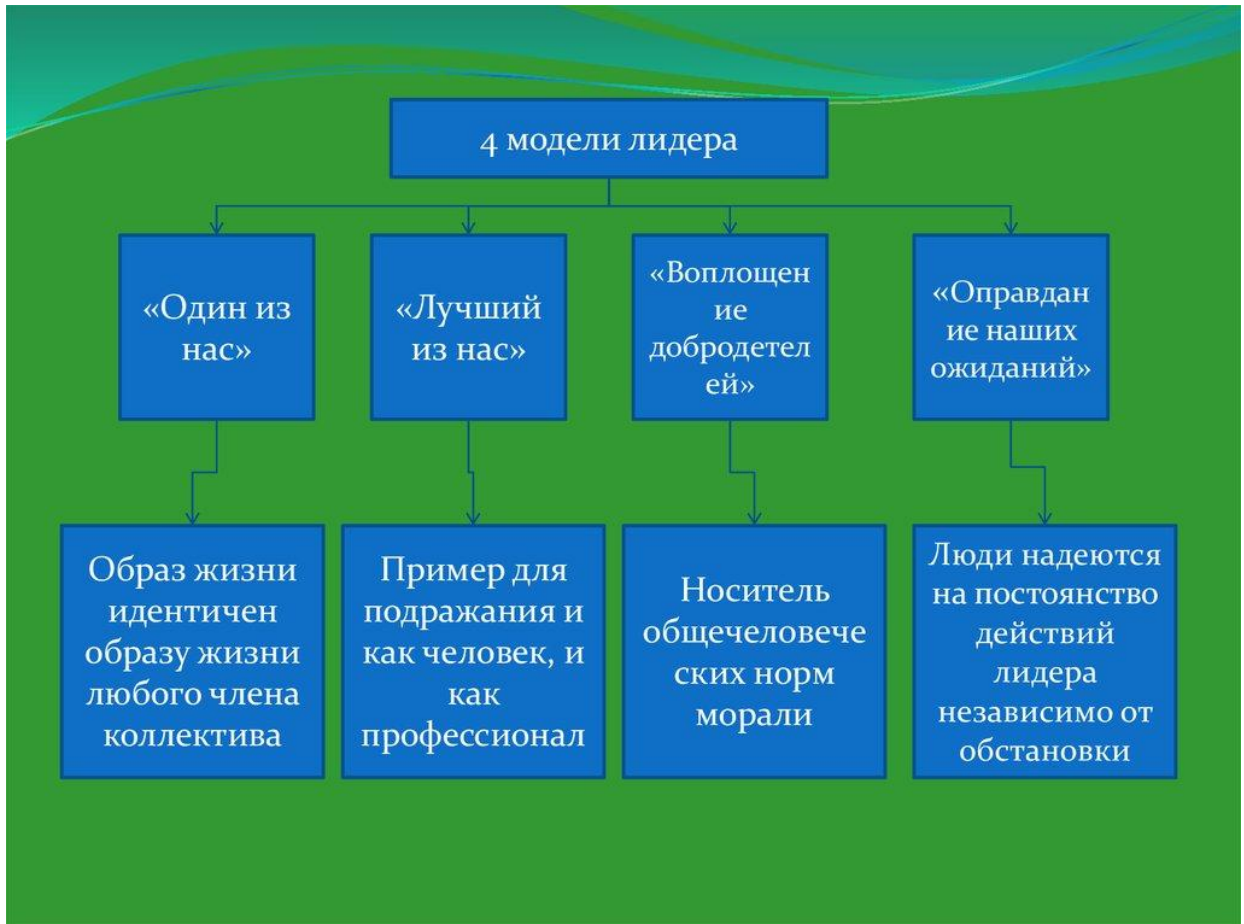 4 модели лидера
«Один из
нас»
«Лучший
из нас»
«Воплощен
ие
добродетел
ей»
«Оправдан
ие наших
ожиданий»
Образ жизни
идентичен
образу жизни
любого члена
коллектива
Пример для
подражания и
как человек, и
как
профессионал
Носитель
общечеловече
ских норм
морали
Люди надеются
на постоянство
действий
лидера
независимо от
обстановки